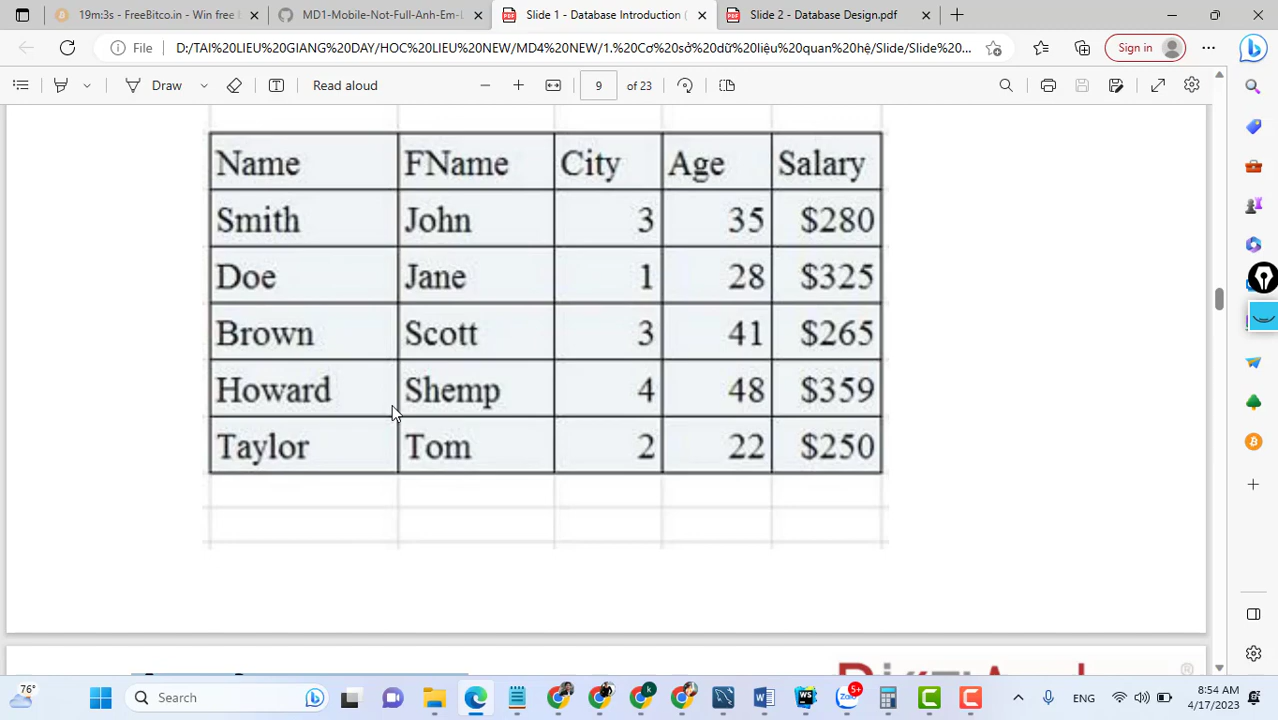 19m:3s - FreeBitco.in - Win free
MD1-Mobile-Not-Full-Anh-Em-
Slide 1 - Database Introduction (
Slide 2 - Database Design.pdf
File
D:/TAI%20LIEU%20GIANG%20DAY/HOC%20LIEU%20NEW/MD4%20NEW/1.%20Cơ%20sở%20dữ%20liệu%20quan%20hệ/Slide/Slide%20...
Sign in
Draw
Read aloud
9
of 23
Name FName City Age Salary
Smith John 3 35 $280
Doe Jane 1 28 $325
Brown Scott 3 41 $265
Howard Shemp 4 48 $359
Taylor Tom 2 22 $250
76°
Search
5+
ENG
8:54 AM
4/17/2023